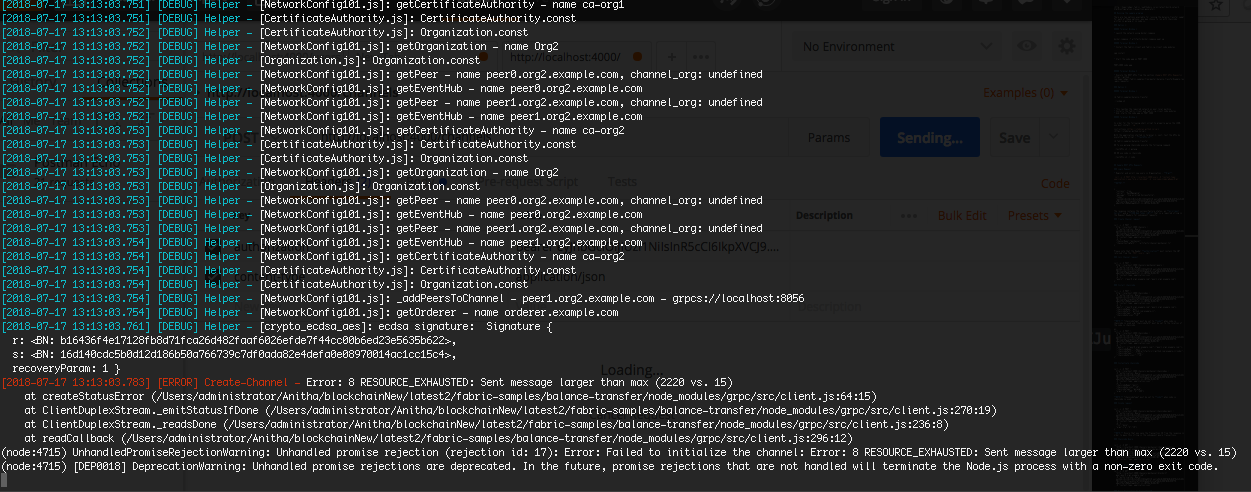 [2018-07-17 13:13:03.751] [DEBUG] Helper - [NetworkConfig101.js]: getCertificateAuthority - name ca-org1
[2018-07-17 13:13:03.752] [DEBUG] Helper - [CertificateAuthority.js]: CertificateAuthority.const
[2018-07-17 13:13:03.752] [DEBUG] Helper - [CertificateAuthority.js]: Organization.const
[2018-07-17 13:13:03.752] [DEBUG] Helper - [NetworkConfig101.js]: getOrganization - name Org2
[2018-07-17 13:13:03.752] [DEBUG] Helper - [Organization.js]: Organization.const
[2018-07-17 13:13:03.752] [DEBUG] Helper - [NetworkConfig101.js]: getPeer - name peer0.org2.example.com, channel_org: undefined
[2018-07-17 13:13:03.752] [DEBUG] Helper - [NetworkConfig101.js]: getEventHub - name peer0.org2.example.com
[2018-07-17 13:13:03.752] [DEBUG] Helper - [NetworkConfig101.js]: getPeer - name peer1.org2.example.com, channel_org: undefined
[2018-07-17 13:13:03.752] [DEBUG] Helper - [NetworkConfig101.js]: getEventHub - name peer1.org2.example.com
[2018-07-17 13:13:03.753] [DEBUG] Helper - [NetworkConfig101.js]: getCertificateAuthority - name ca-org2
[2018-07-17 13:13:03.753] [DEBUG] Helper - [CertificateAuthority.js]: CertificateAuthority.const
[2018-07-17 13:13:03.753] [DEBUG] Helper - [CertificateAuthority.js]: Organization.const
[2018-07-17 13:13:03.753] [DEBUG] Helper - [NetworkConfig101.js]: getOrganization - name Org2
[2018-07-17 13:13:03.753] [DEBUG] Helper - [Organization.js]: Organization.const
[2018-07-17 13:13:03.753] [DEBUG] Helper - [NetworkConfig101.js]: getPeer - name peer0.org2.example.com, channel_org: undefined
[2018-07-17 13:13:03.753] [DEBUG] Helper - [NetworkConfig101.js]: getEventHub - name peer0.org2.example.com
[2018-07-17 13:13:03.753] [DEBUG] Helper - [NetworkConfig101.js]: getPeer - name peer1.org2.example.com, channel_org: undefined
[2018-07-17 13:13:03.754] [DEBUG] Helper - [NetworkConfig101.js]: getEventHub - name peer1.org2.example.com
[2018-07-17 13:13:03.754] [DEBUG] Helper - [NetworkConfig101.js]: getCertificateAuthority - name ca-org2
[2018-07-17 13:13:03.754] [DEBUG] Helper - [CertificateAuthority.js]: CertificateAuthority.const
[2018-07-17 13:13:03.754] [DEBUG] Helper - [CertificateAuthority.js]: Organization.const
[2018-07-17 13:13:03.754] [DEBUG] Helper - [NetworkConfig101.js]: _addPeersToChannel - peer1.org2.example.com - grpcs://localhost:8056
[2018-07-17 13:13:03.754] [DEBUG] Helper - [NetworkConfig101.js]: getOrderer - name orderer.example.com
[2018-07-17 13:13:03.761] [DEBUG] Helper - [crypto_ecdsa_aes]: ecdsa signature:  Signature {
r: <BN: b16436f4e17128fb8d71fca26d482faaf6026efde7f44cc00b6ed23e5635b622>,
s: <BN: 16d140cdc5b0d12d186b50a766739c7df0ada82e4defa0e08970014ac1cc15c4>,
recoveryParam: 1 }
[2018-07-17 13:13:03.783] [ERROR] Create-Channel - Error: 8 RESOURCE_EXHAUSTED: Sent message larger than max (2220 vs. 15)
at createStatusError (/Users/administrator/Anitha/blockchainNew/latest2/fabric-samples/balance-transfer/node_modules/grpc/src/client.js:64:15)
at ClientDuplexStream._emitStatusIfDone (/Users/administrator/Anitha/blockchainNew/latest2/fabric-samples/balance-transfer/node_modules/grpc/src/client.js:270:19)
at ClientDuplexStream._readsDone (/Users/administrator/Anitha/blockchainNew/latest2/fabric-samples/balance-transfer/node_modules/grpc/src/client.js:236:8)
at readCallback (/Users/administrator/Anitha/blockchainNew/latest2/fabric-samples/balance-transfer/node_modules/grpc/src/client.js:296:12)
(node:4715) UnhandledPromiseRejectionWarning: Unhandled promise rejection (rejection id: 17): Error: Failed to initialize the channel: Error: 8 RESOURCE_EXHAUSTED: Sent message larger than max (2220 vs. 15)
(node:4715) [DEP0018] DeprecationWarning: Unhandled promise rejections are deprecated. In the future, promise rejections that are not handled will terminate the Node.js process with a non-zero exit code.
No Environment
http://localhost:4000/
Examples (0)
Params
Sending...
Save
Tests
Code
Description
Bulk Edit
Presets
application/json
Description
Loading...